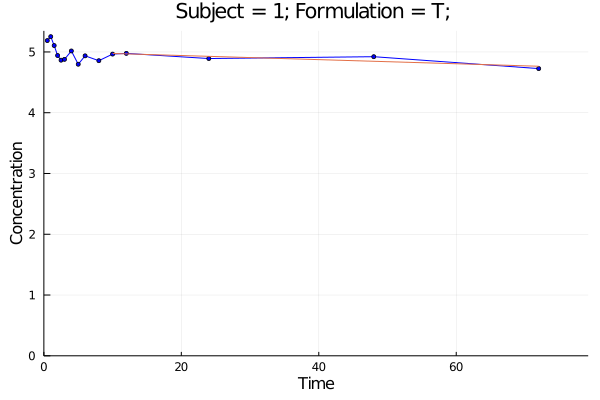 Subject = 1; Formulation = T;
Concentration
5
4
3
2
1
0
0 20 40 60
Time